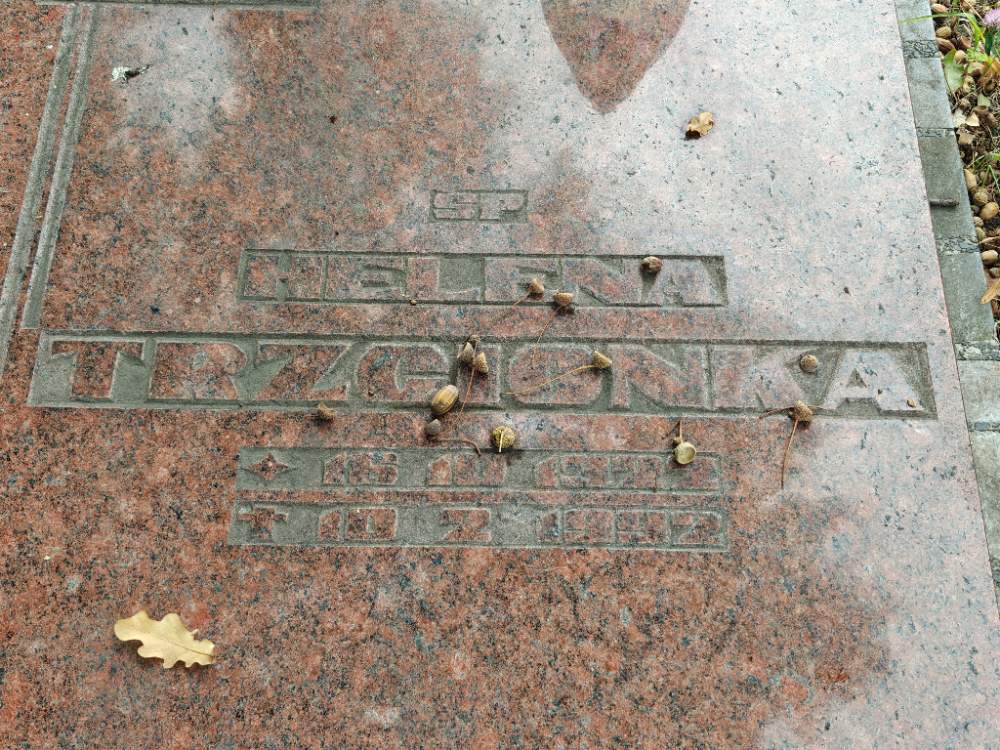 SP
HELENA
TRZCIONKA
16 10
10 2 1992